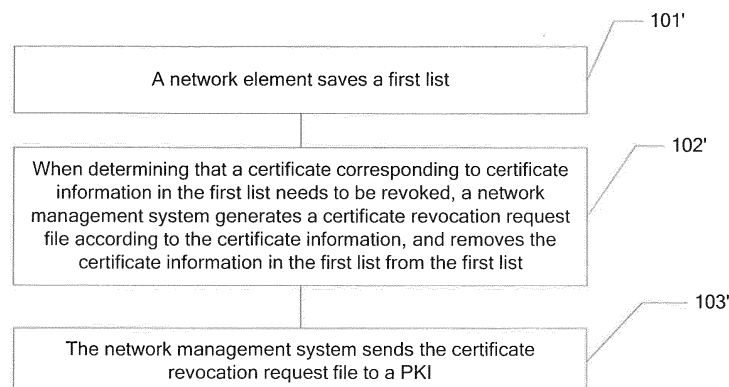 101'
A network element saves a first list
102'
When determining that a certificate corresponding to certificate
information in the first list needs to be revoked, a network
management system generates a certificate revocation request
file according to the certificate information, and removes the
certificate information in the first list from the first list
103'
The network management system sends the certificate
revocation request file to a PKI